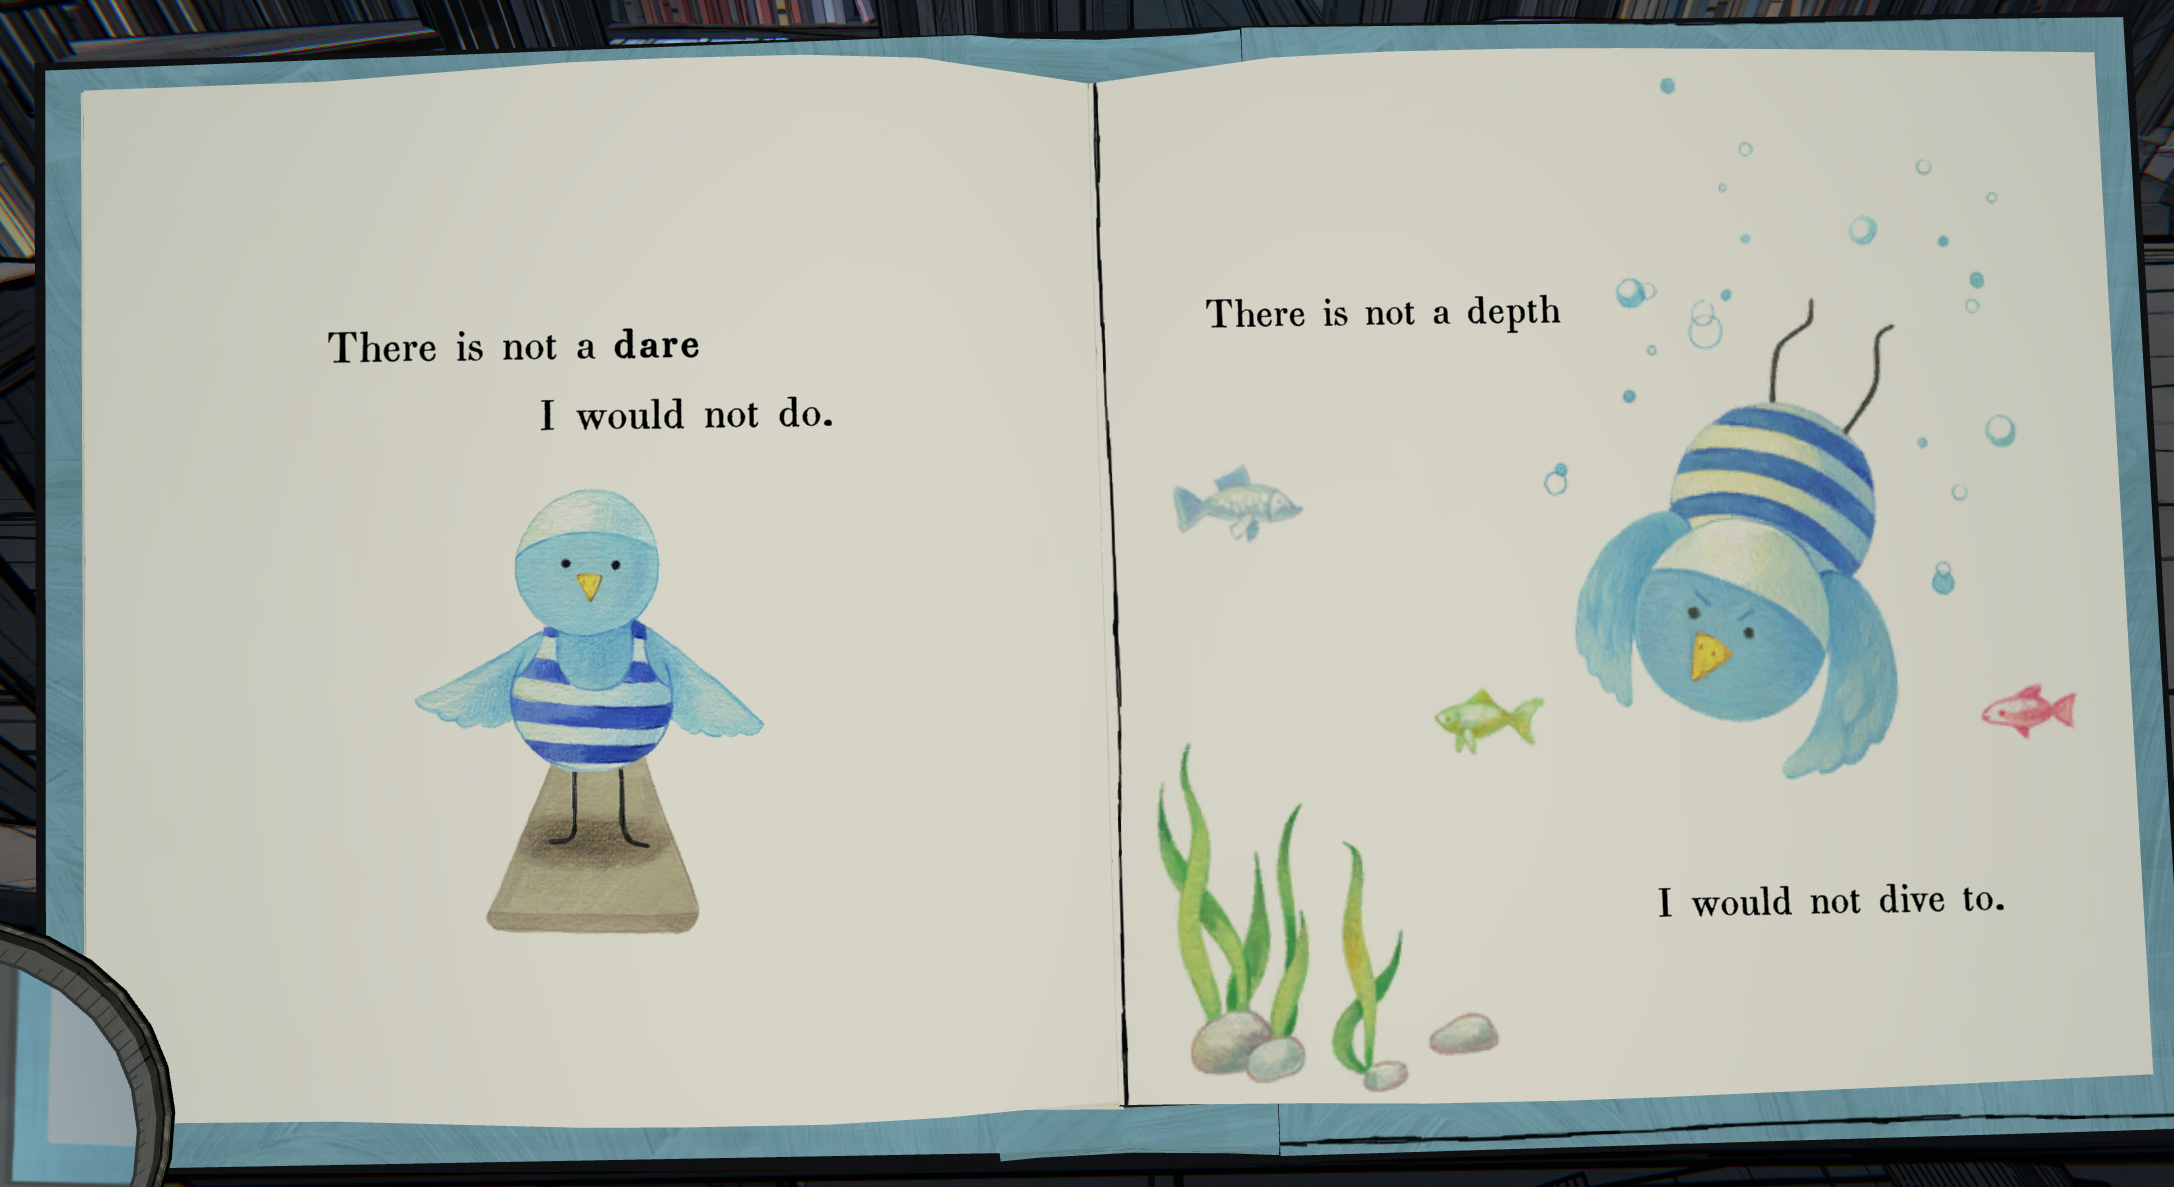 There is not a dare
I would not do.
There is not a depth
I would not dive to.